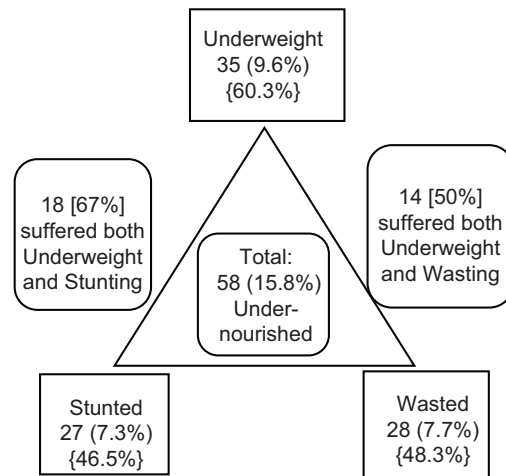 Underweight
35 (9.6%)
{60.3%}
18 [67%]
suffered both
Underweight
and Stunting
14 [50%]
suffered both
Underweight
and Wasting
Total:
58 (15.8%)
Under-
nourished
Stunted
27 (7.3%)
{46.5%}
Wasted
28 (7.7%)
{48.3%}